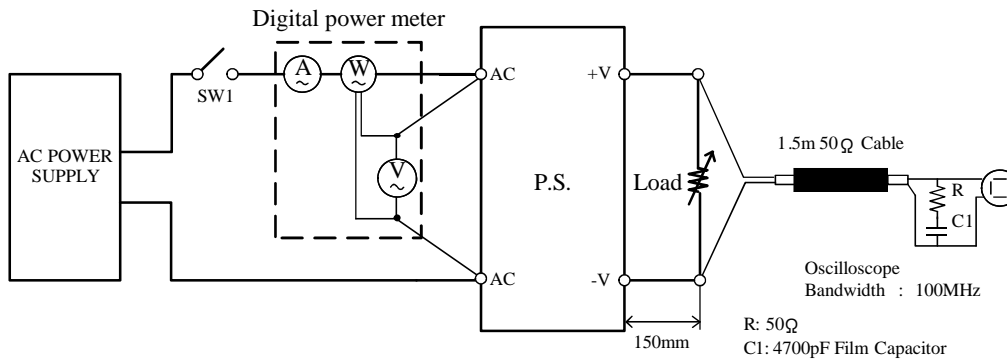 Digital power meter
A
W
SW1
V
AC POWER
SUPPLY
AC
+V
P.S.
Load
AC
-V
150mm
1.5m 50Ω Cable
R
C1
Oscilloscope
Bandwidth : 100MHz
R: 50Ω
C1: 4700pF Film Capacitor